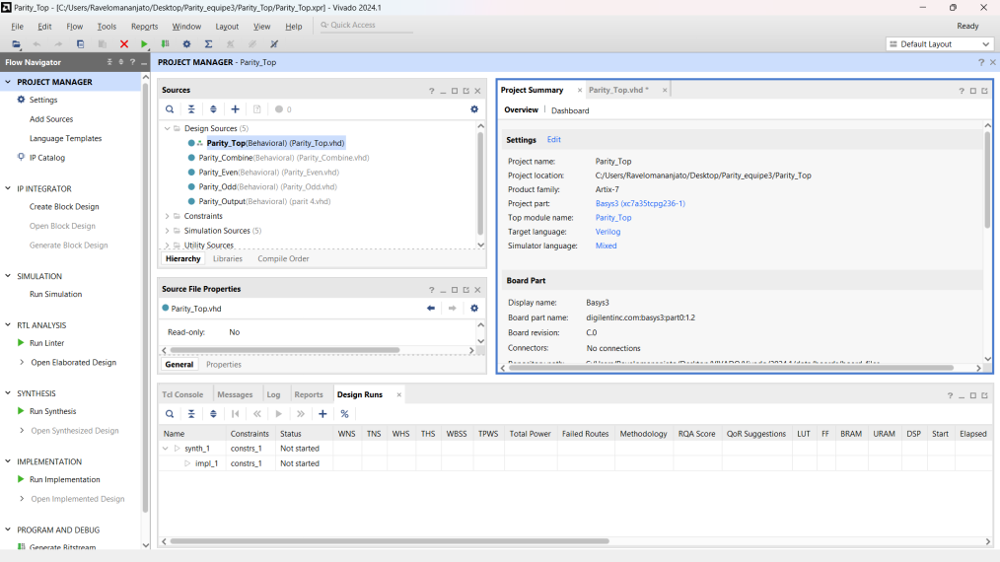 Parity_Top - [C:/Users/Ravelomananjato/Desktop/Parity_equipe3/Parity_Top/Parity_Top.xpr] - Vivado 2024.1
File Edit Flow Tools Reports Window Layout View Help Quick Access Ready
Default Layout
Flow Navigator
PROJECT MANAGER
Settings
Add Sources
Language Templates
IP Catalog
IP INTEGRATOR
Create Block Design
Open Block Design
Generate Block Design
SIMULATION
Run Simulation
RTL ANALYSIS
Run Linter
Open Elaborated Design
SYNTHESIS
Run Synthesis
Open Synthesized Design
IMPLEMENTATION
Run Implementation
Open Implemented Design
PROGRAM AND DEBUG
Generate Bitstream
PROJECT MANAGER - Parity_Top
Sources
0
Design Sources (5)
Parity_Top(Behavioral) (Parity_Top.vhd)
Parity_Combine(Behavioral) (Parity_Combine.vhd)
Parity_Even(Behavioral) (Parity_Even.vhd)
Parity_Odd(Behavioral) (Parity_Odd.vhd)
Parity_Output(Behavioral) (parit 4.vhd)
Constraints
Simulation Sources (5)
Utility Sources
Hierarchy Libraries Compile Order
Source File Properties
Parity_Top.vhd
Read-only: No
General Properties
Project Summary Parity_Top.vhd *
Overview Dashboard
Settings Edit
Project name: Parity_Top
Project location: C:/Users/Ravelomananjato/Desktop/Parity_equipe3/Parity_Top
Product family: Artix-7
Project part: Basys3 (xc7a35tcpg236-1)
Top module name: Parity_Top
Target language: Verilog
Simulator language: Mixed
Board Part
Display name: Basys3
Board part name: digilentinc.com:basys3:part0:1.2
Board revision: C.0
Connectors: No connections
Tcl Console Messages Log Reports Design Runs
Name Constraints Status WNS TNS WHS THS WBSS TPWS Total Power Failed Routes Methodology RQA Score QoR Suggestions LUT FF BRAM URAM DSP Start Elapsed
synth_1 constrs_1 Not started
impl_1 constrs_1 Not started